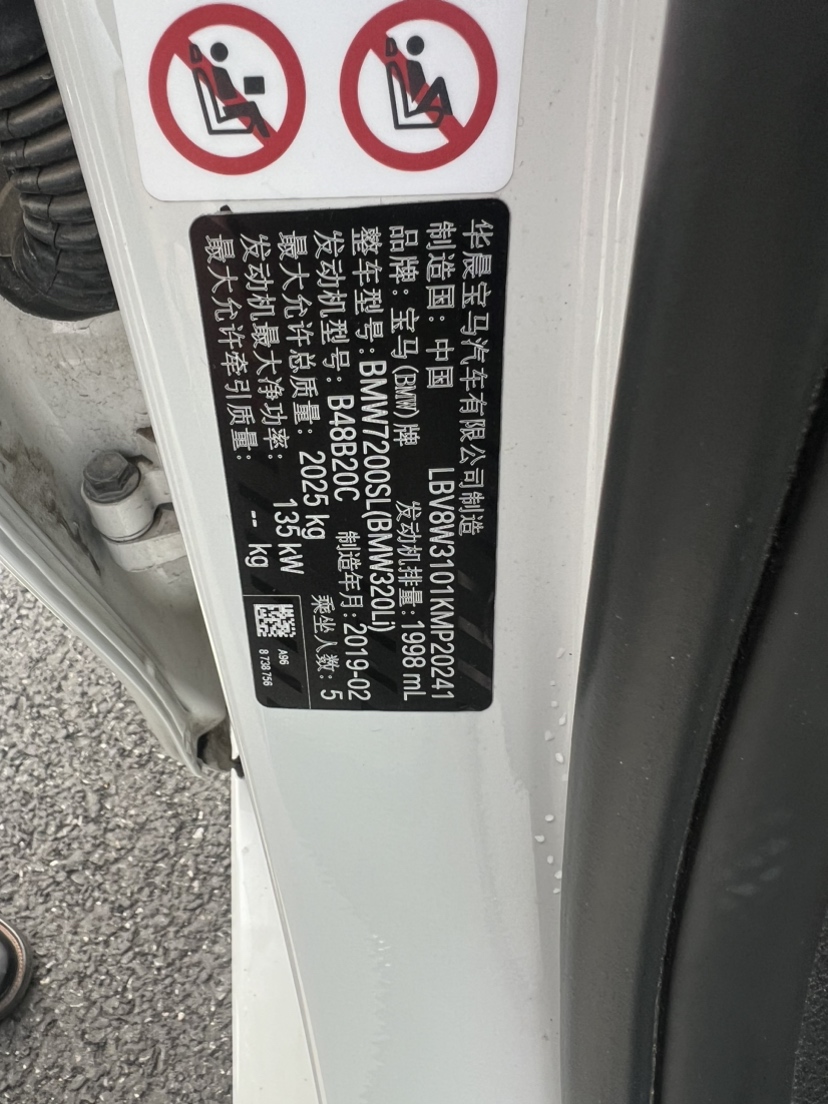 华晨宝马汽车有限公司制造
制造国：中国 LBV8W3101KMP20241
品牌：宝马(BMW)牌 发动机排量：1998 mL
整车型号：BMW7200SL(BMW320Li)
发动机型号：B48B20C 制造年月：2019-02
最大允许总质量：2025 kg 乘坐人数：5
发动机最大净功率：135 kW
最大允许牵引质量：-- kg
A96
8 738 756